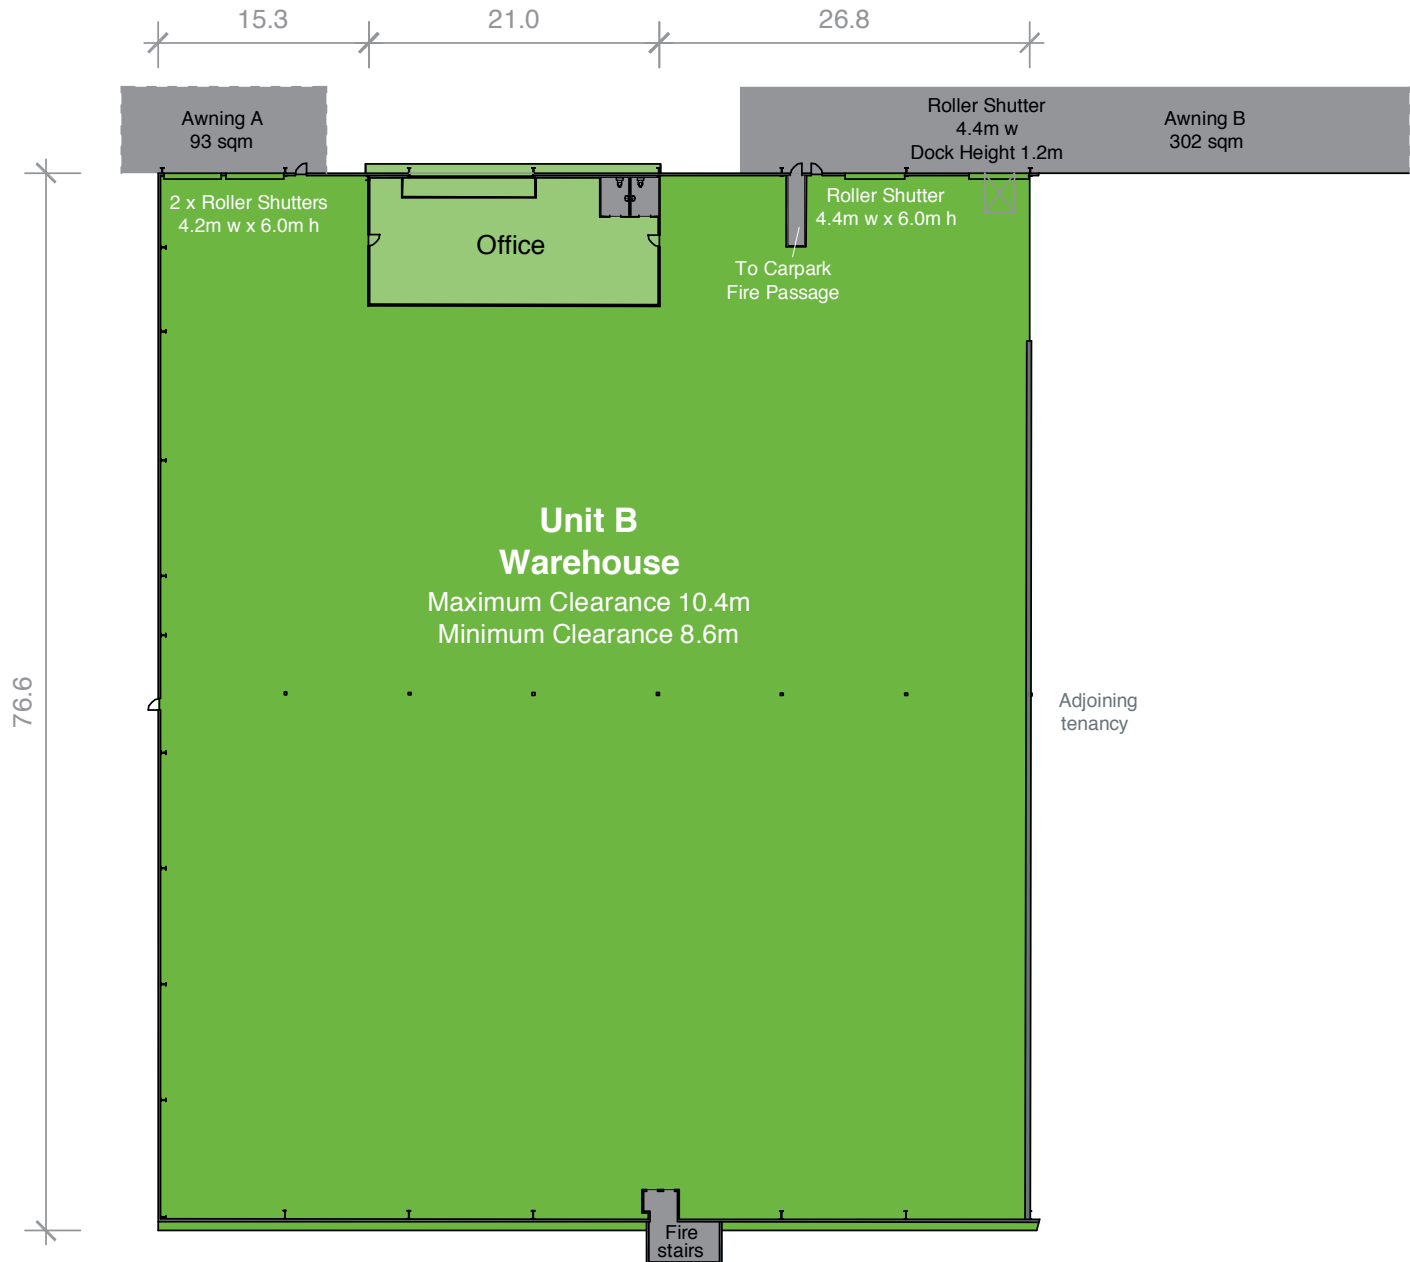 15.3
21.0
26.8
Awning A
93 sqm
Roller Shutter
4.4m w
Dock Height 1.2m
Awning B
302 sqm
2 x Roller Shutters
4.2m w x 6.0m h
Office
Roller Shutter
4.4m w x 6.0m h
To Carpark
Fire Passage
Unit B
Warehouse
Maximum Clearance 10.4m
Minimum Clearance 8.6m
76.6
Adjoining
tenancy
Fire
stairs